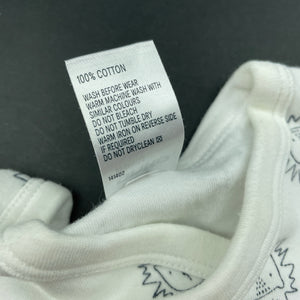 100% COTTON
WASH BEFORE WEAR
WARM MACHINE WASH WITH
SIMILAR COLOURS
DO NOT BLEACH
DO NOT TUMBLE DRY
WARM IRON ON REVERSE SIDE
IF REQUIRED
DO NOT DRYCLEAN